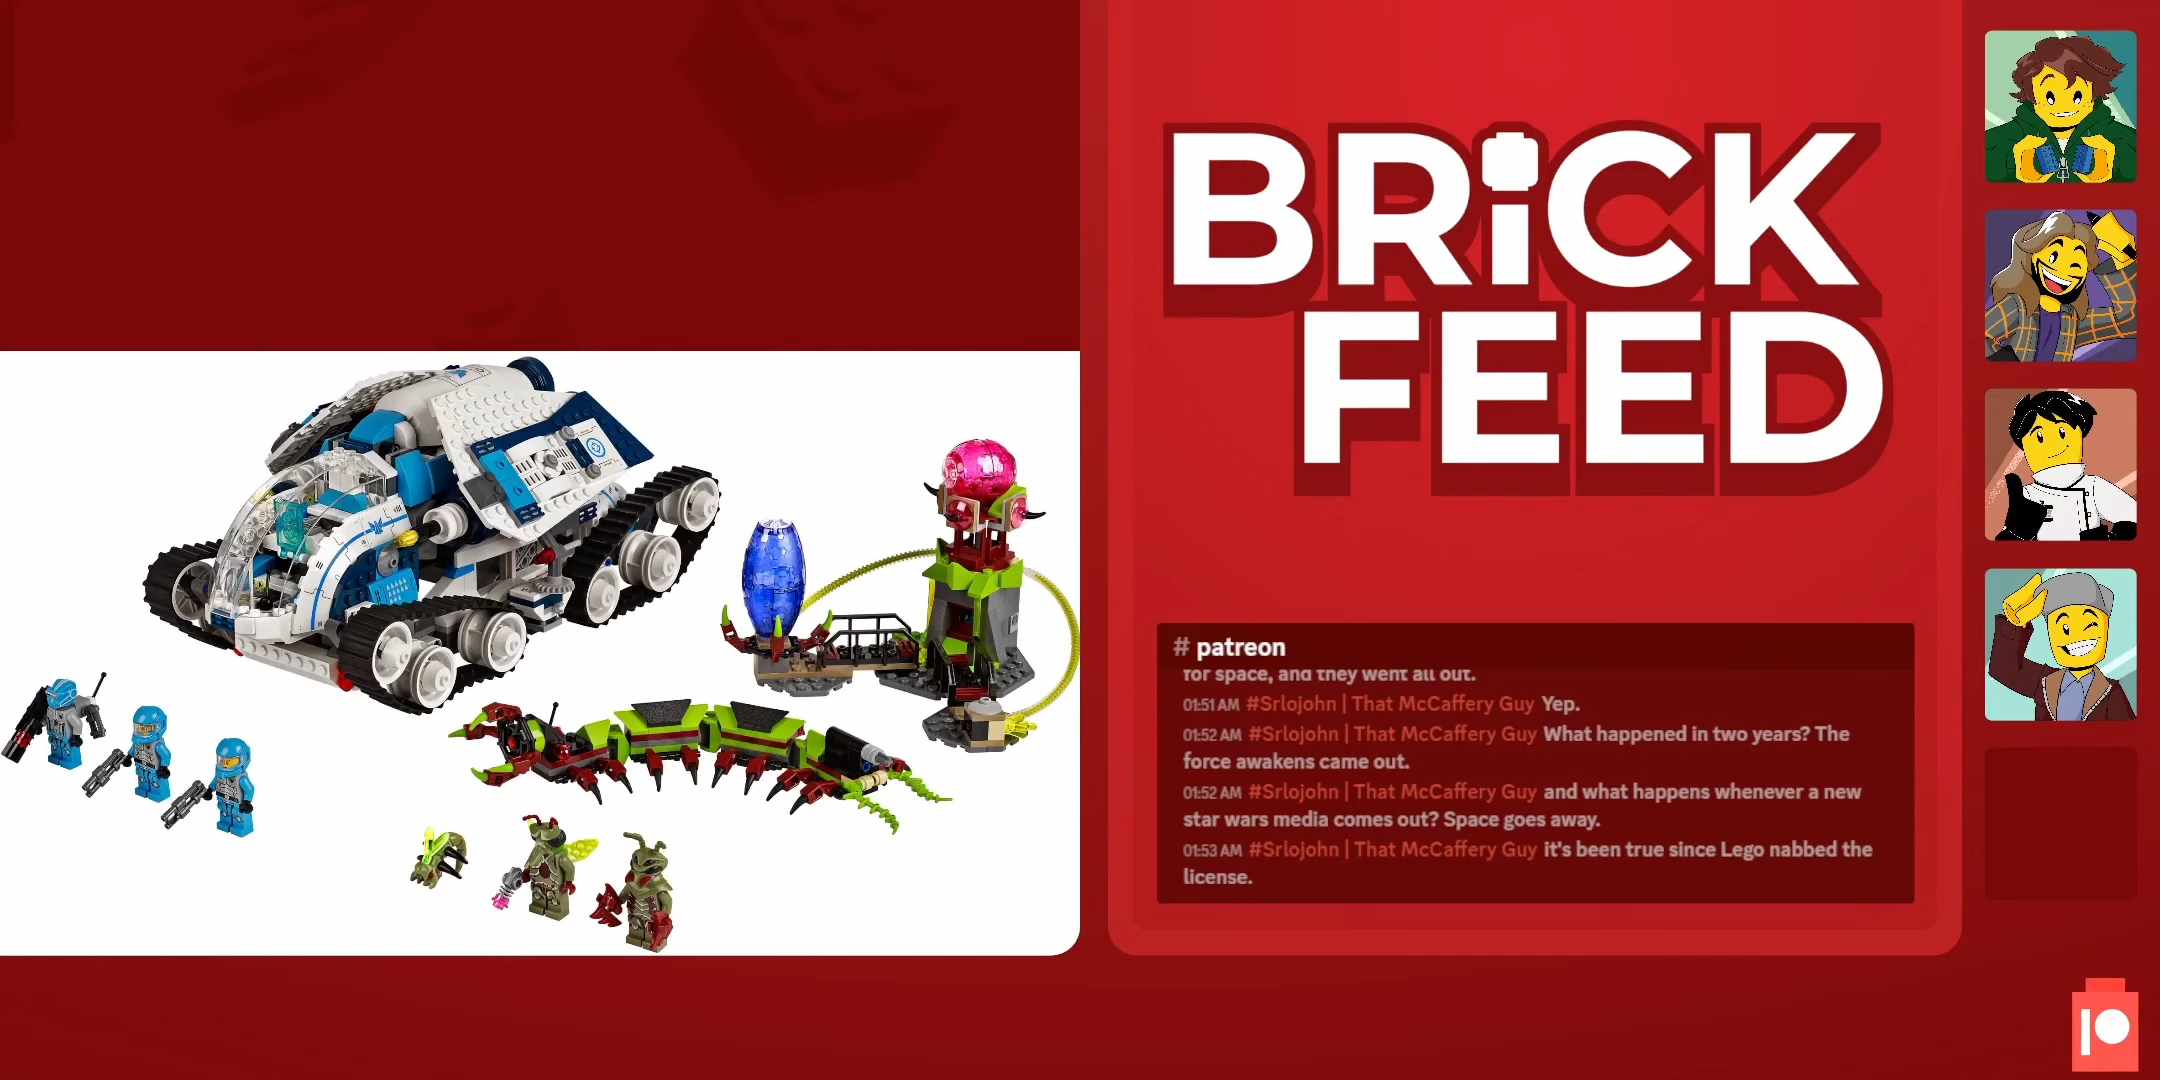 BRICK
FEED
# patreon
for space, and they went all out.
01:51 AM #Srlojohn | That McCaffery Guy Yep.
01:52 AM #Srlojohn | That McCaffery Guy What happened in two years? The
force awakens came out.
01:52 AM #Srlojohn | That McCaffery Guy and what happens whenever a new
star wars media comes out? Space goes away.
01:53 AM #Srlojohn | That McCaffery Guy it's been true since Lego nabbed the
license.